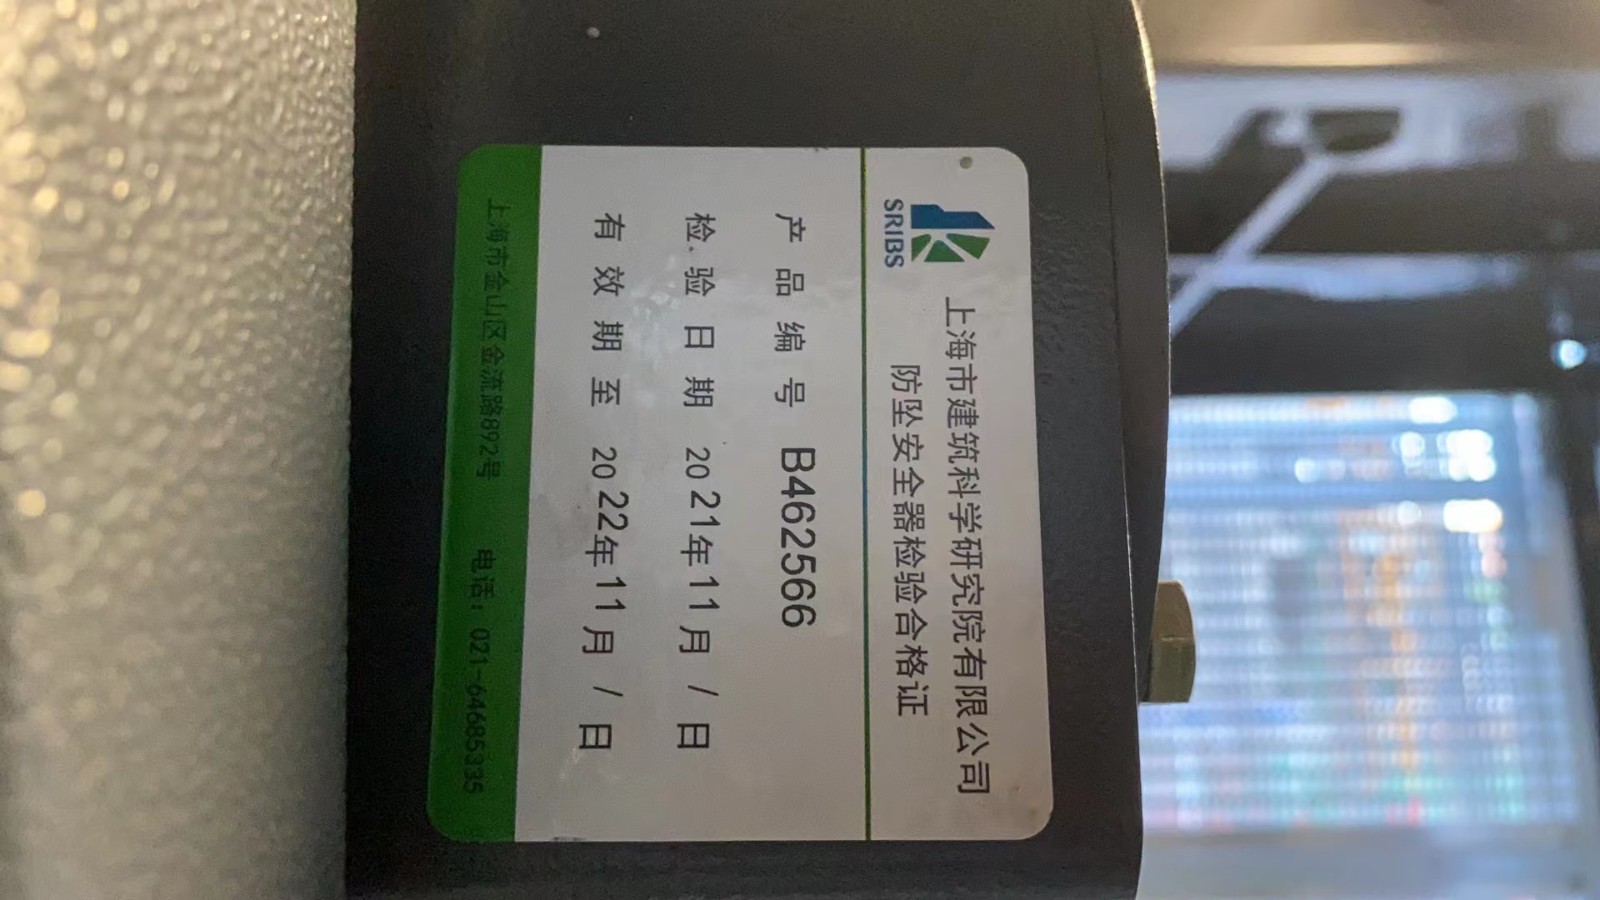 SRIBS
上海市建筑科学研究院有限公司
防坠安全器检验合格证
产品编号 B462566
检验日期 2021年11月/日
有效期至 2022年11月/日
上海市金山区金流路892号 电话：021-64685335